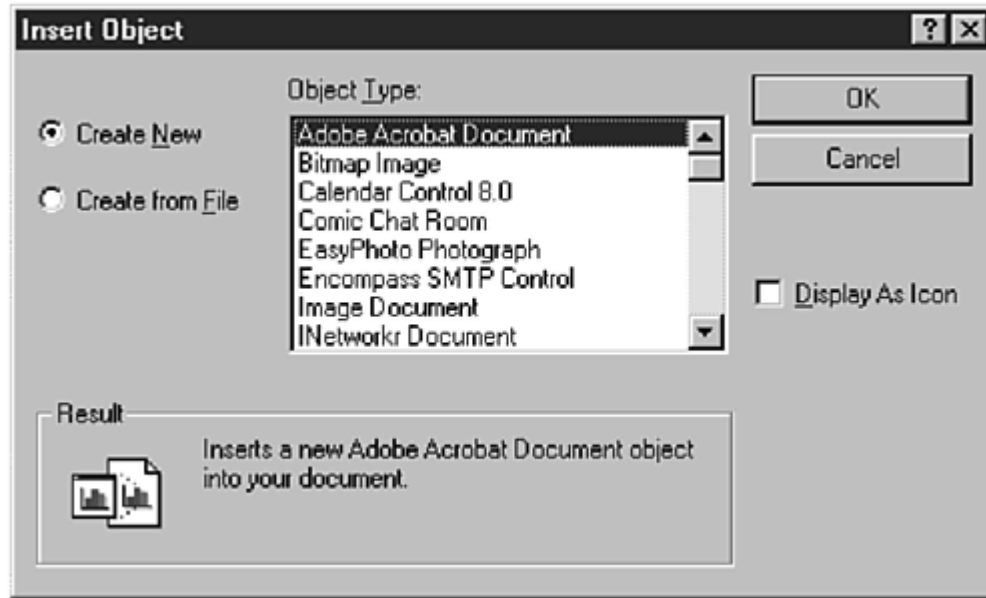 Insert Object
? ×
Object Type:
Create New
Create from File
Adobe Acrobat Document
Bitmap Image
Calendar Control 8.0
Comic Chat Room
EasyPhoto Photograph
Encompass SMTP Control
Image Document
INetworkr Document
OK
Cancel
Display As Icon
Result
Inserts a new Adobe Acrobat Document object
into your document.